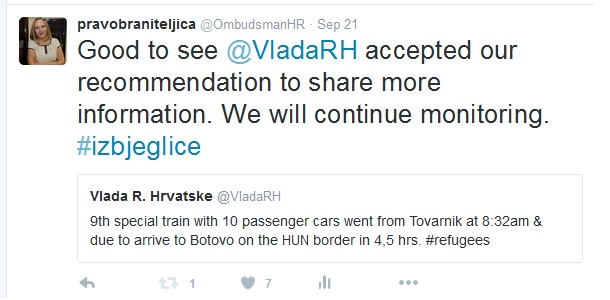 pravobraniteljica @OmbudsmanHR · Sep 21
Good to see @VladaRH accepted our
recommendation to share more
information. We will continue monitoring.
#izbjeglice
Vlada R. Hrvatske @VladaRH
9th special train with 10 passenger cars went from Tovarnik at 8:32am &
due to arrive to Botovo on the HUN border in 4,5 hrs. #refugees
1 7